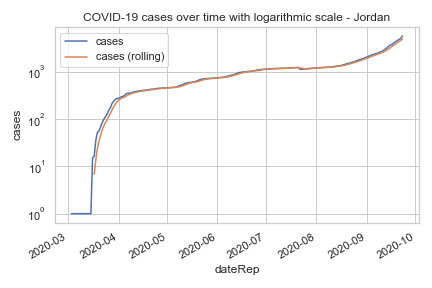 COVID-19 cases over time with logarithmic scale - Jordan
cases
cases (rolling)
10³
10²
10¹
10⁰
cases
2020-03
2020-04
2020-05
2020-06
2020-07
2020-08
2020-09
2020-10
dateRep